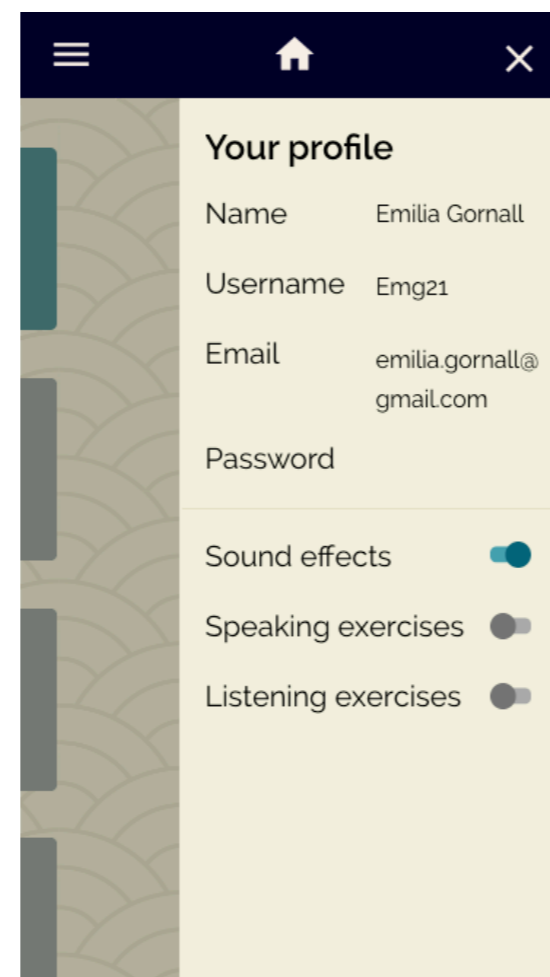 Your profile
Name Emilia Gornall
Username Emg21
Email emilia.gornall@
gmail.com
Password
Sound effects
Speaking exercises
Listening exercises